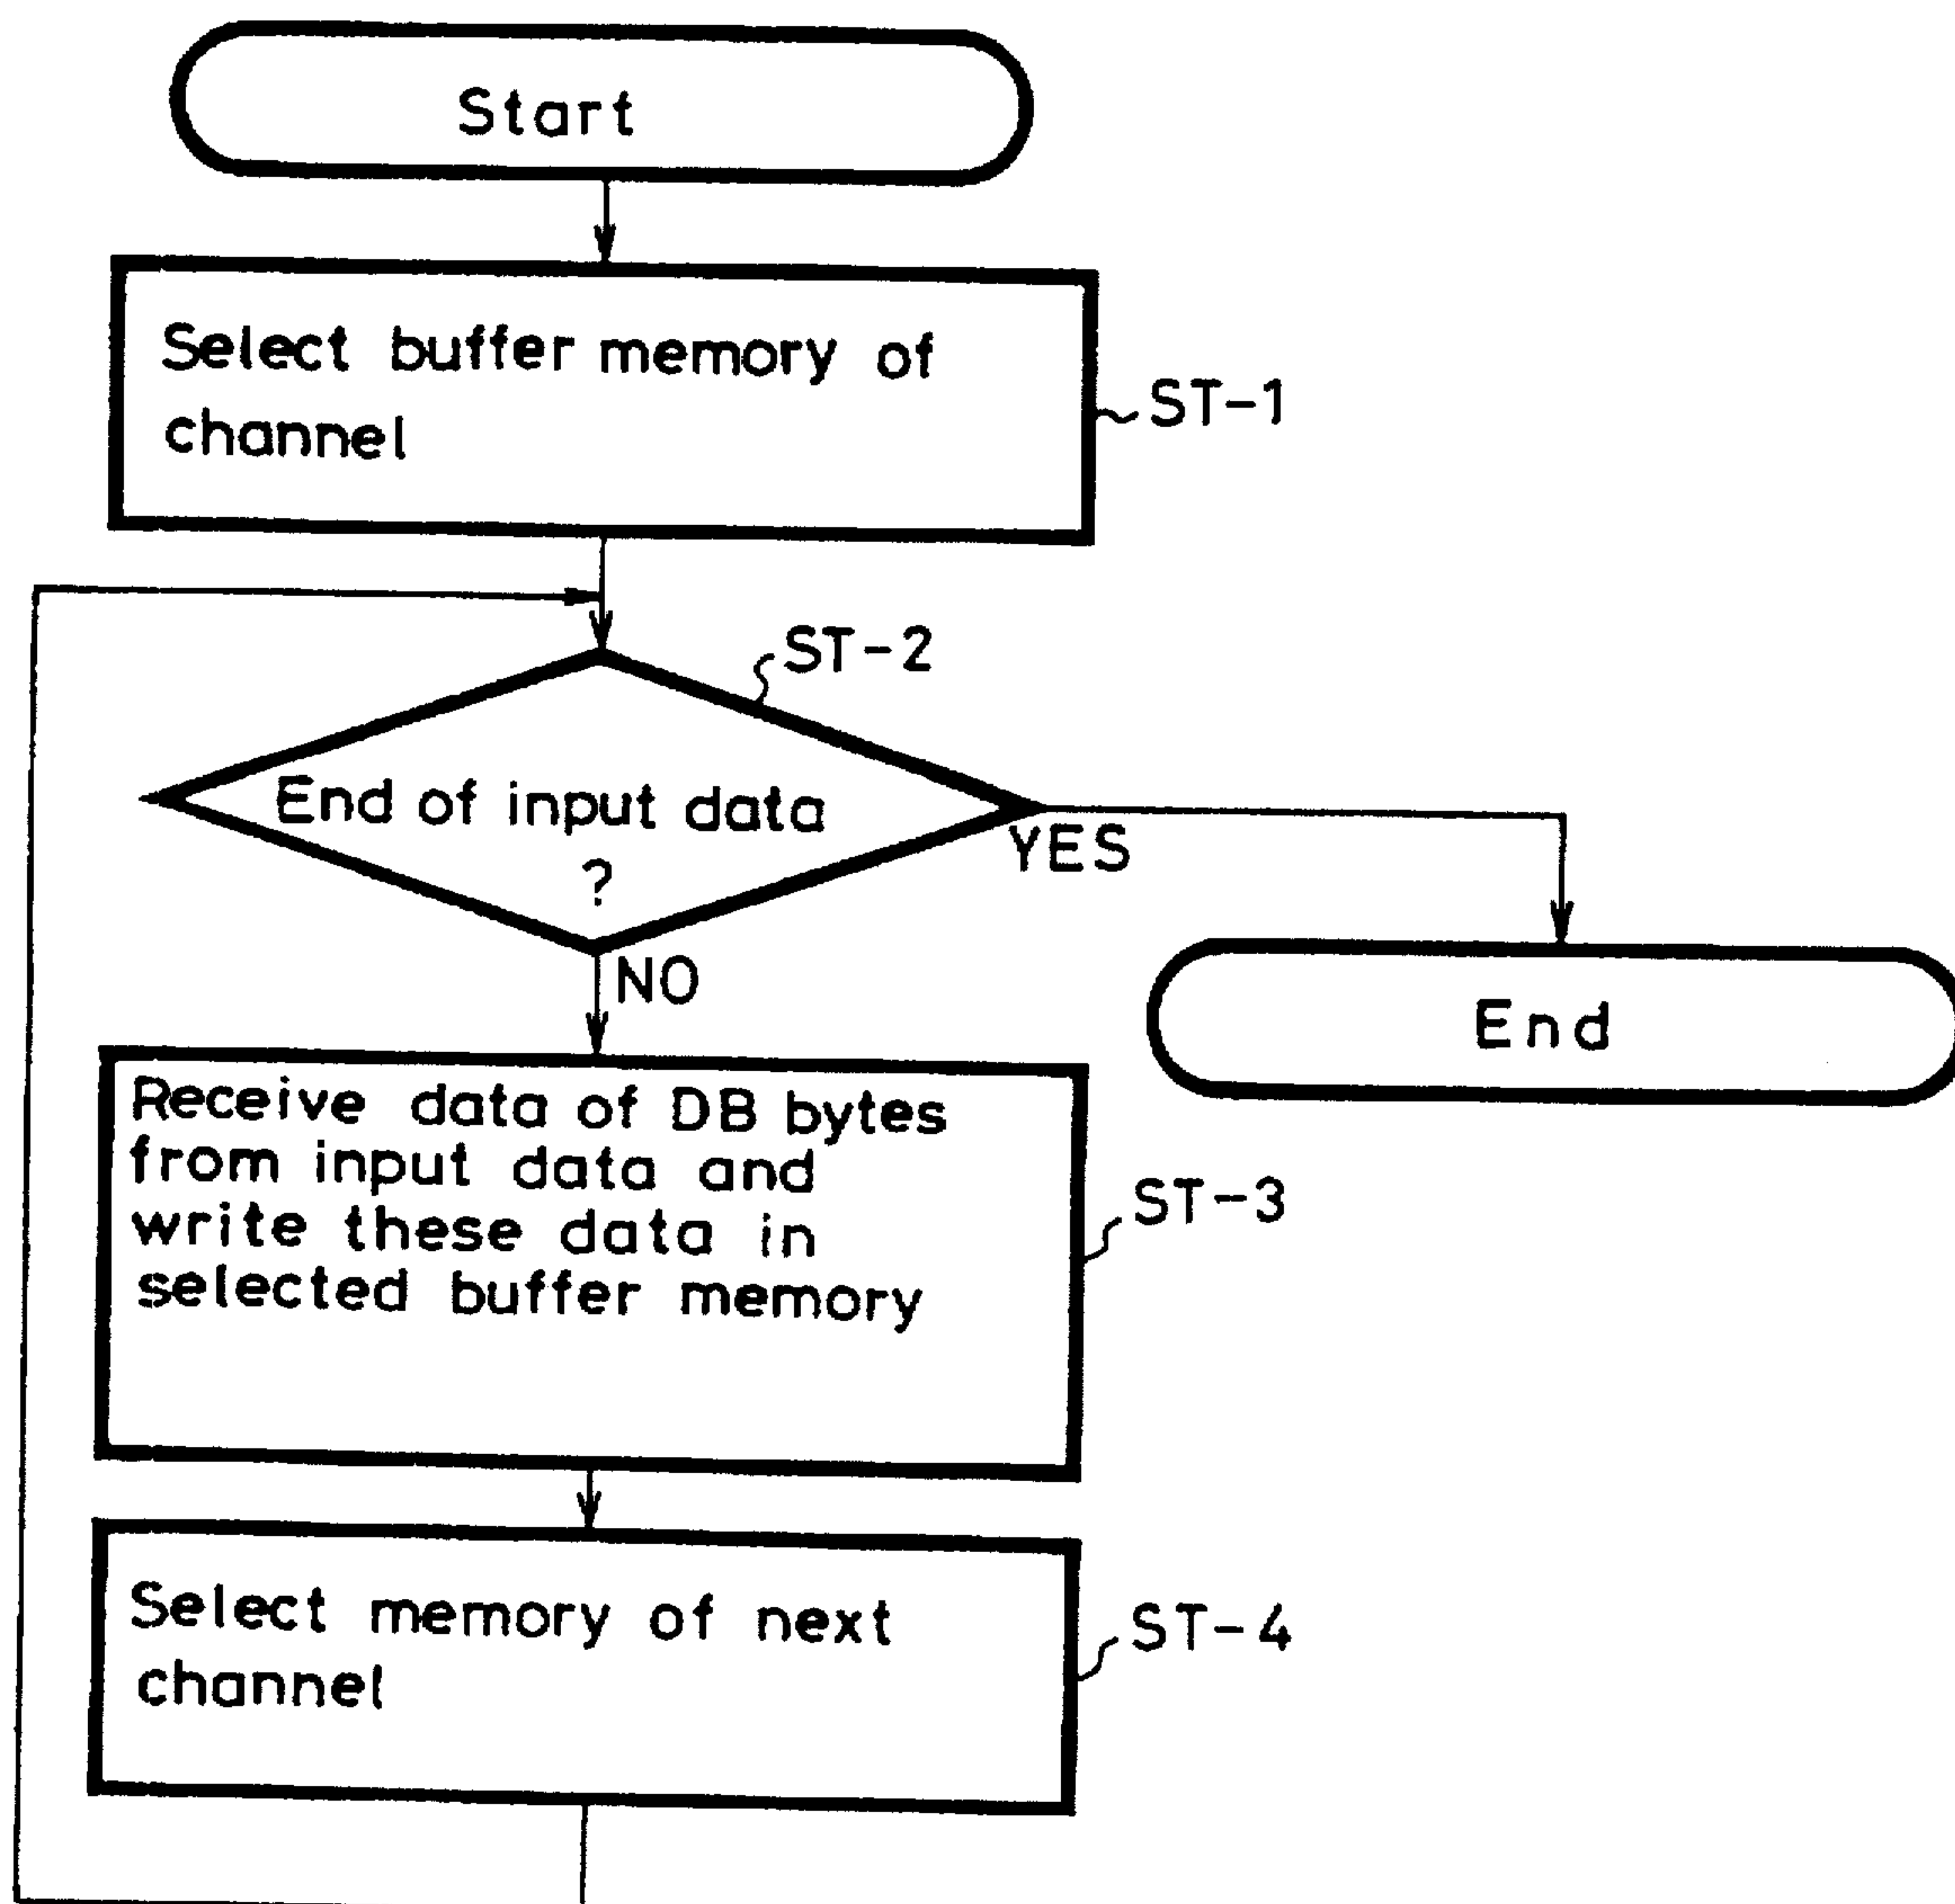 Start
Select buffer memory of
channel
ST-1
ST-2
End of input data
?
YES
NO
End
Receive data of DB bytes
from input data and
write these data in
selected buffer memory
ST-3
Select memory of next
channel
ST-4